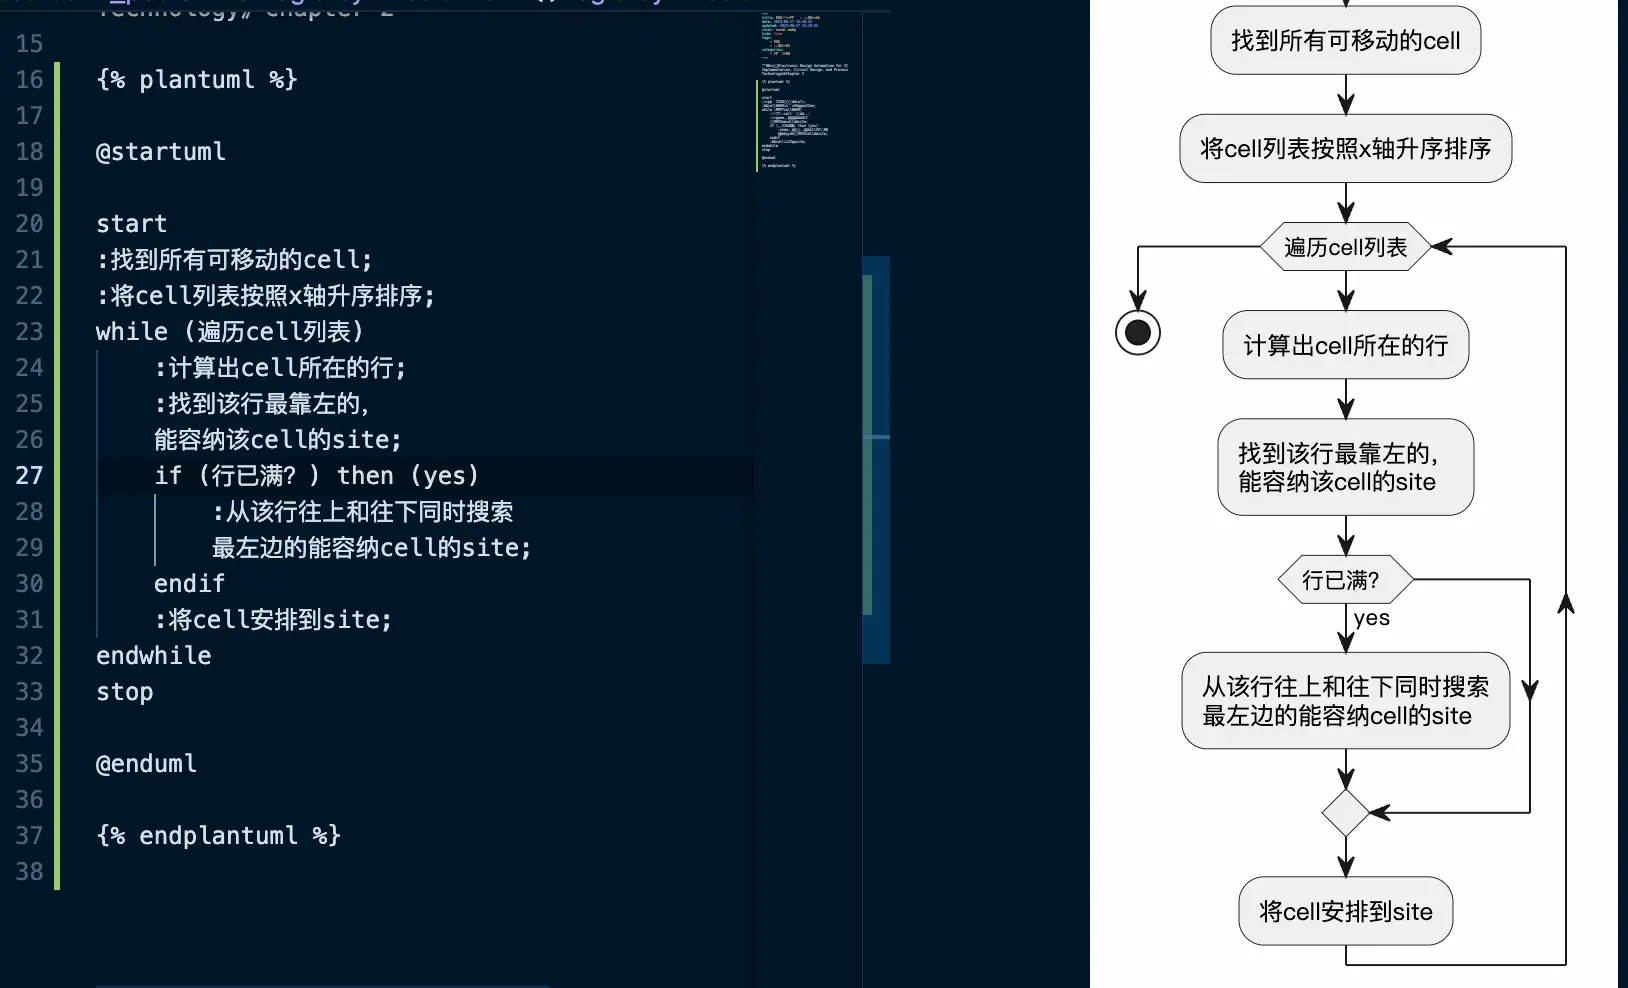 Technology》Chapter 2
15
16 {% plantuml %}
17
18 @startuml
19
20 start
21 :找到所有可移动的cell;
22 :将cell列表按照x轴升序排序;
23 while (遍历cell列表)
24 :计算出cell所在的行;
25 :找到该行最靠左的,
26 能容纳该cell的site;
27 if (行已满？) then (yes)
28 :从该行往上和往下同时搜索
29 最左边的能容纳cell的site;
30 endif
31 :将cell安排到site;
32 endwhile
33 stop
34
35 @enduml
36
37 {% endplantuml %}
38
找到所有可移动的cell
将cell列表按照x轴升序排序
遍历cell列表
计算出cell所在的行
找到该行最靠左的,
能容纳该cell的site
行已满？
yes
从该行往上和往下同时搜索
最左边的能容纳cell的site
将cell安排到site